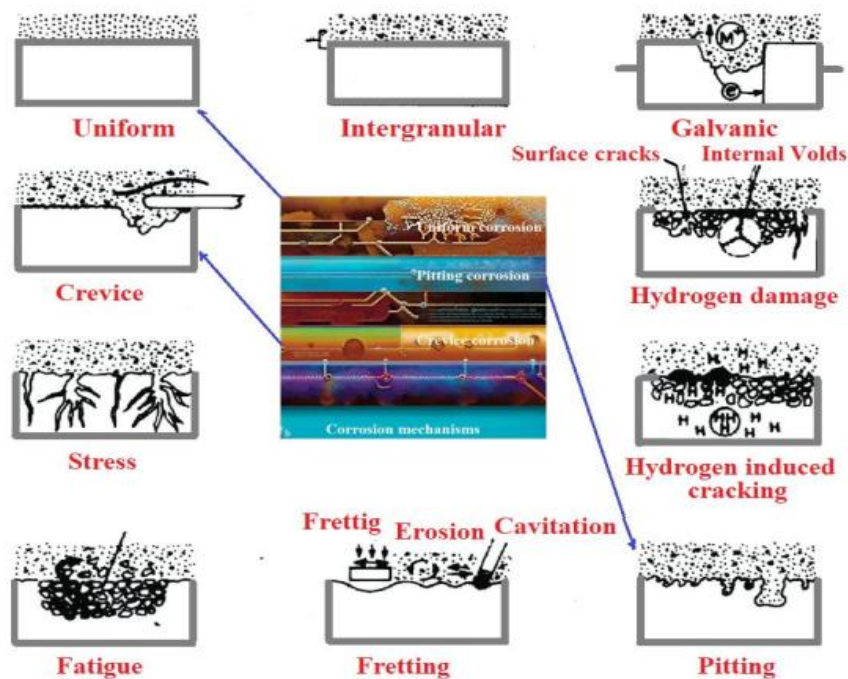 Uniform
Intergranular
Galvanic
M
e
Surface cracks
Internal Volds
Crevice
Uniform corrosion
Pitting corrosion
Crevice corrosion
Corrosion mechanisms
Hydrogen damage
Stress
H H
H H
H H H
H H H H
H H H
Hydrogen induced
cracking
Frettig
Erosion
Cavitation
Fatigue
Fretting
Pitting